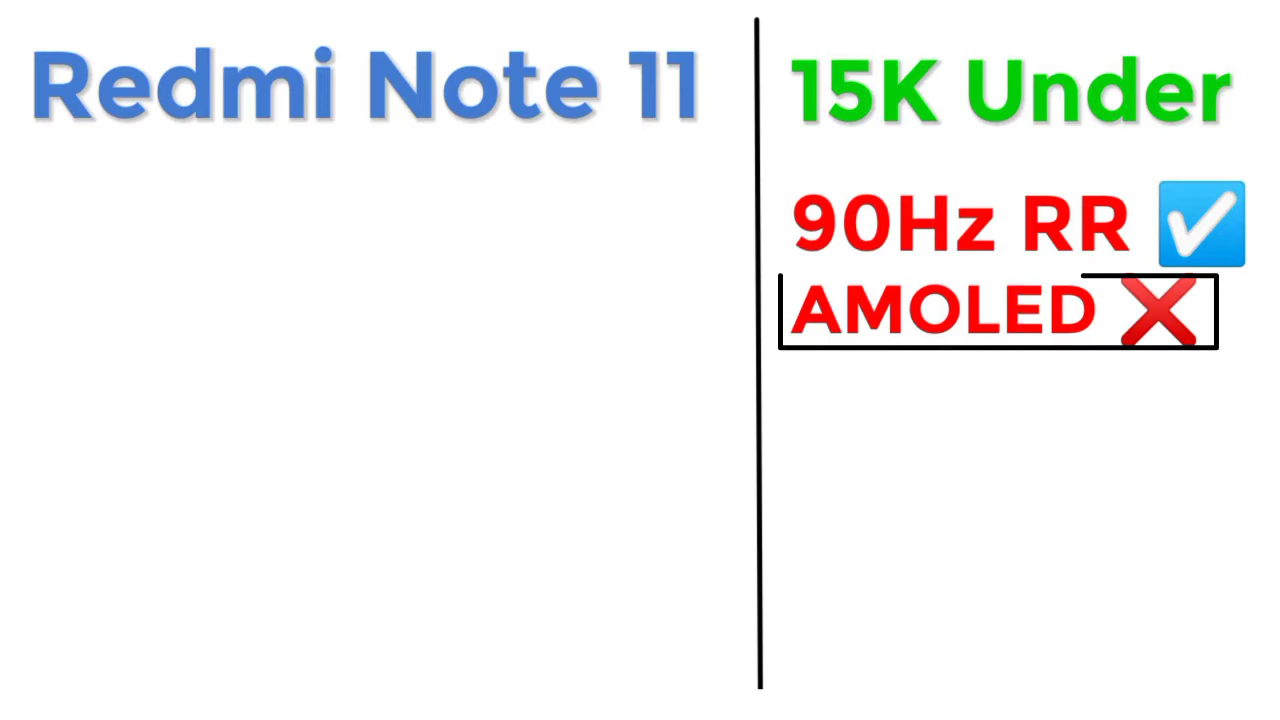 Redmi Note 11
15K Under
90Hz RR ☑
AMOLED ❌